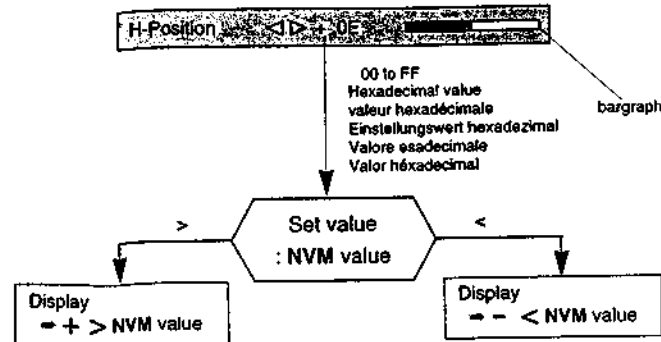 H-Position ◁I▷ + 0E
00 to FF
Hexadecimal value
valeur hexadécimale
Einstellungswert hexadezimal
Valore esadecimale
Valor héxadecimal
bargraph
> Set value <
: NVM value
Display
➡ + > NVM value
Display
➡ − < NVM value